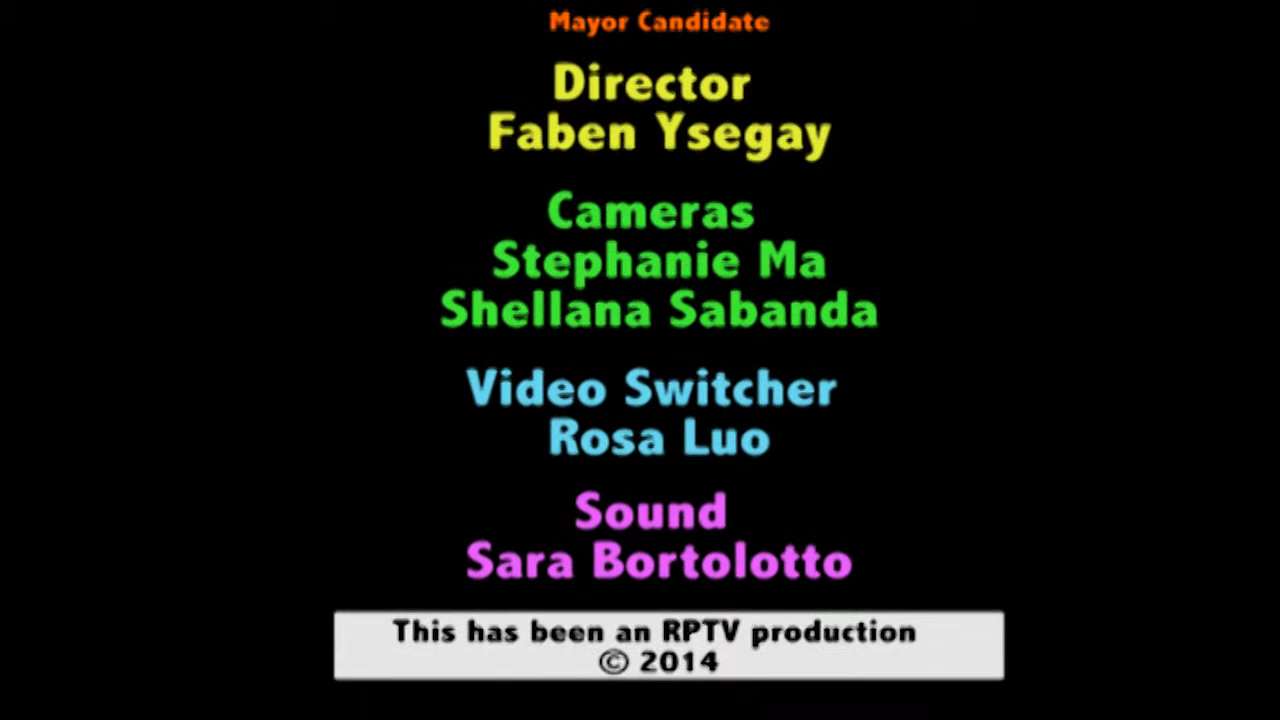 Mayor Candidate
Director
Faben Ysegay
Cameras
Stephanie Ma
Shellana Sabanda
Video Switcher
Rosa Luo
Sound
Sara Bortolotto
This has been an RPTV production
© 2014